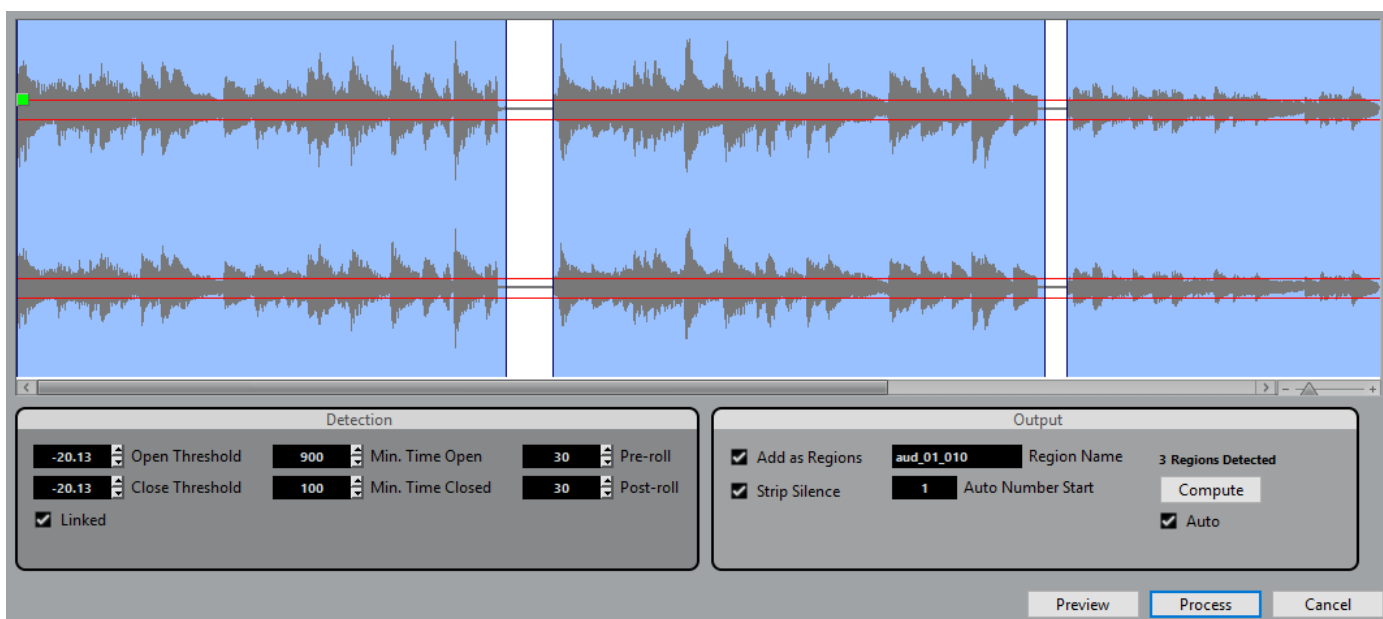 Detection
-20.13 Open Threshold 900 Min. Time Open 30 Pre-roll
-20.13 Close Threshold 100 Min. Time Closed 30 Post-roll
Linked
Output
Add as Regions aud_01_010 Region Name 3 Regions Detected
Strip Silence 1 Auto Number Start Compute
Auto
Preview Process Cancel